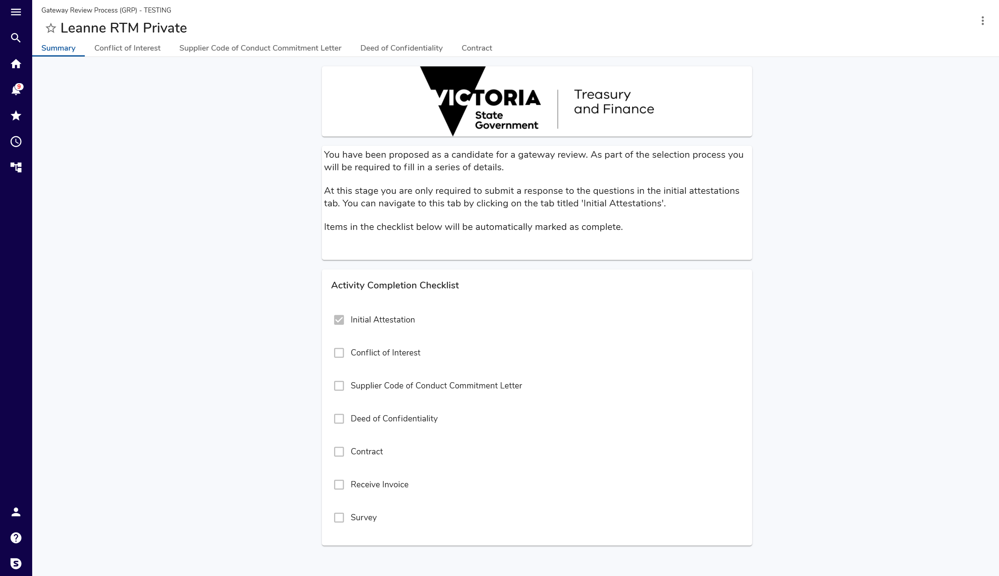 Gateway Review Process (GRP) - TESTING
Leanne RTM Private
Summary Conflict of Interest Supplier Code of Conduct Commitment Letter Deed of Confidentiality Contract
9
VICTORIA
State
Government
Treasury
and Finance
You have been proposed as a candidate for a gateway review. As part of the selection process you
will be required to fill in a series of details.
At this stage you are only required to submit a response to the questions in the initial attestations
tab. You can navigate to this tab by clicking on the tab titled 'Initial Attestations'.
Items in the checklist below will be automatically marked as complete.
Activity Completion Checklist
Initial Attestation
Conflict of Interest
Supplier Code of Conduct Commitment Letter
Deed of Confidentiality
Contract
Receive Invoice
Survey
?
S